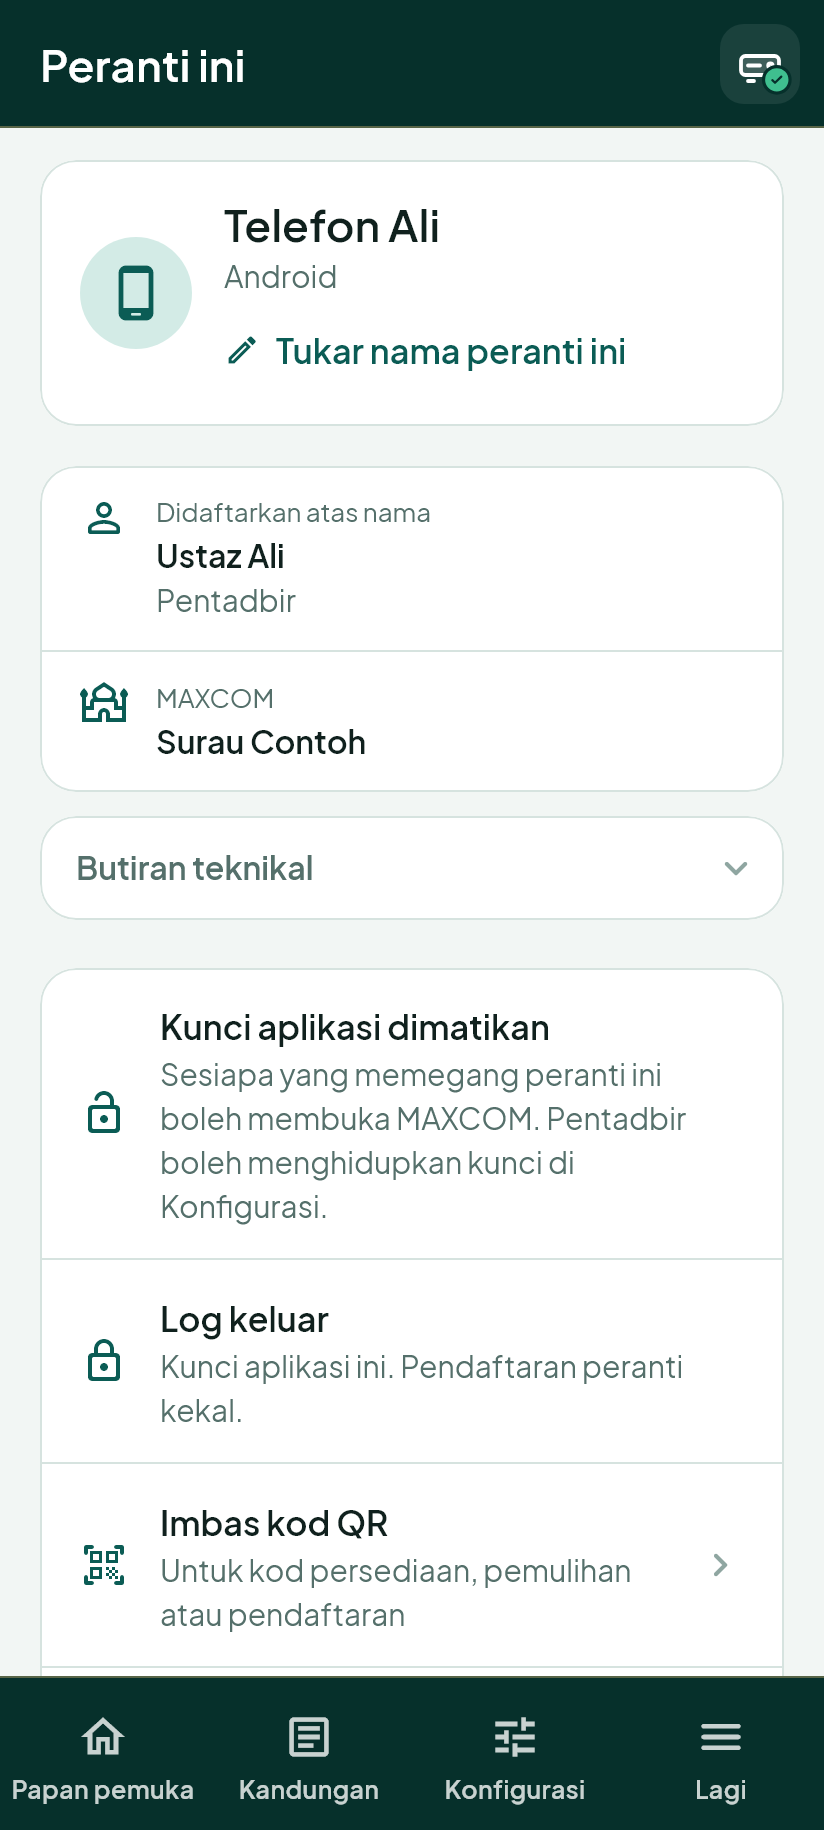 Peranti ini
Telefon Ali
Android
Tukar nama peranti ini
Didaftarkan atas nama
Ustaz Ali
Pentadbir
MAXCOM
Surau Contoh
Butiran teknikal
Kunci aplikasi dimatikan
Sesiapa yang memegang peranti ini
boleh membuka MAXCOM. Pentadbir
boleh menghidupkan kunci di
Konfigurasi.
Log keluar
Kunci aplikasi ini. Pendaftaran peranti
kekal.
Imbas kod QR
Untuk kod persediaan, pemulihan
atau pendaftaran
Papan pemuka
Kandungan
Konfigurasi
Lagi